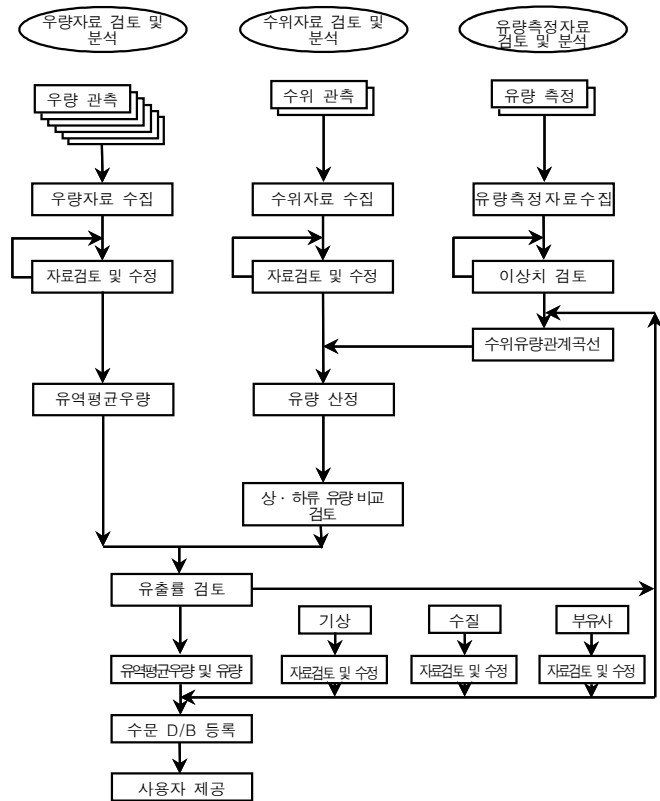 우량자료 검토 및
분석
수위자료 검토 및
분석
유량측정자료
검토 및 분석
우량 관측
수위 관측
유량 측정
우량자료 수집
수위자료 수집
유량측정자료수집
자료검토 및 수정
자료검토 및 수정
이상치 검토
수위유량관계곡선
유역평균우량
유량 산정
상 · 하류 유량 비교
검토
유출률 검토
기상
수질
부유사
유역평균우량 및 유량
자료검토 및 수정
자료검토 및 수정
자료검토 및 수정
수문 D/B 등록
사용자 제공